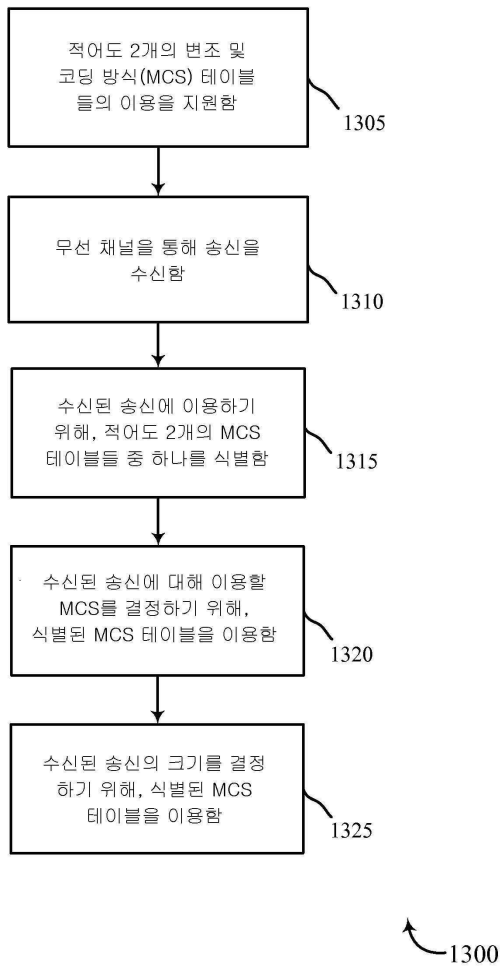 적어도 2개의 변조 및
코딩 방식(MCS) 테이블
들의 이용을 지원함
1305
무선 채널을 통해 송신을
수신함
1310
수신된 송신에 이용하기
위해, 적어도 2개의 MCS
테이블들 중 하나를 식별함
1315
수신된 송신에 대해 이용할
MCS를 결정하기 위해,
식별된 MCS 테이블을 이용함
1320
수신된 송신의 크기를 결정
하기 위해, 식별된 MCS
테이블을 이용함
1325
1300